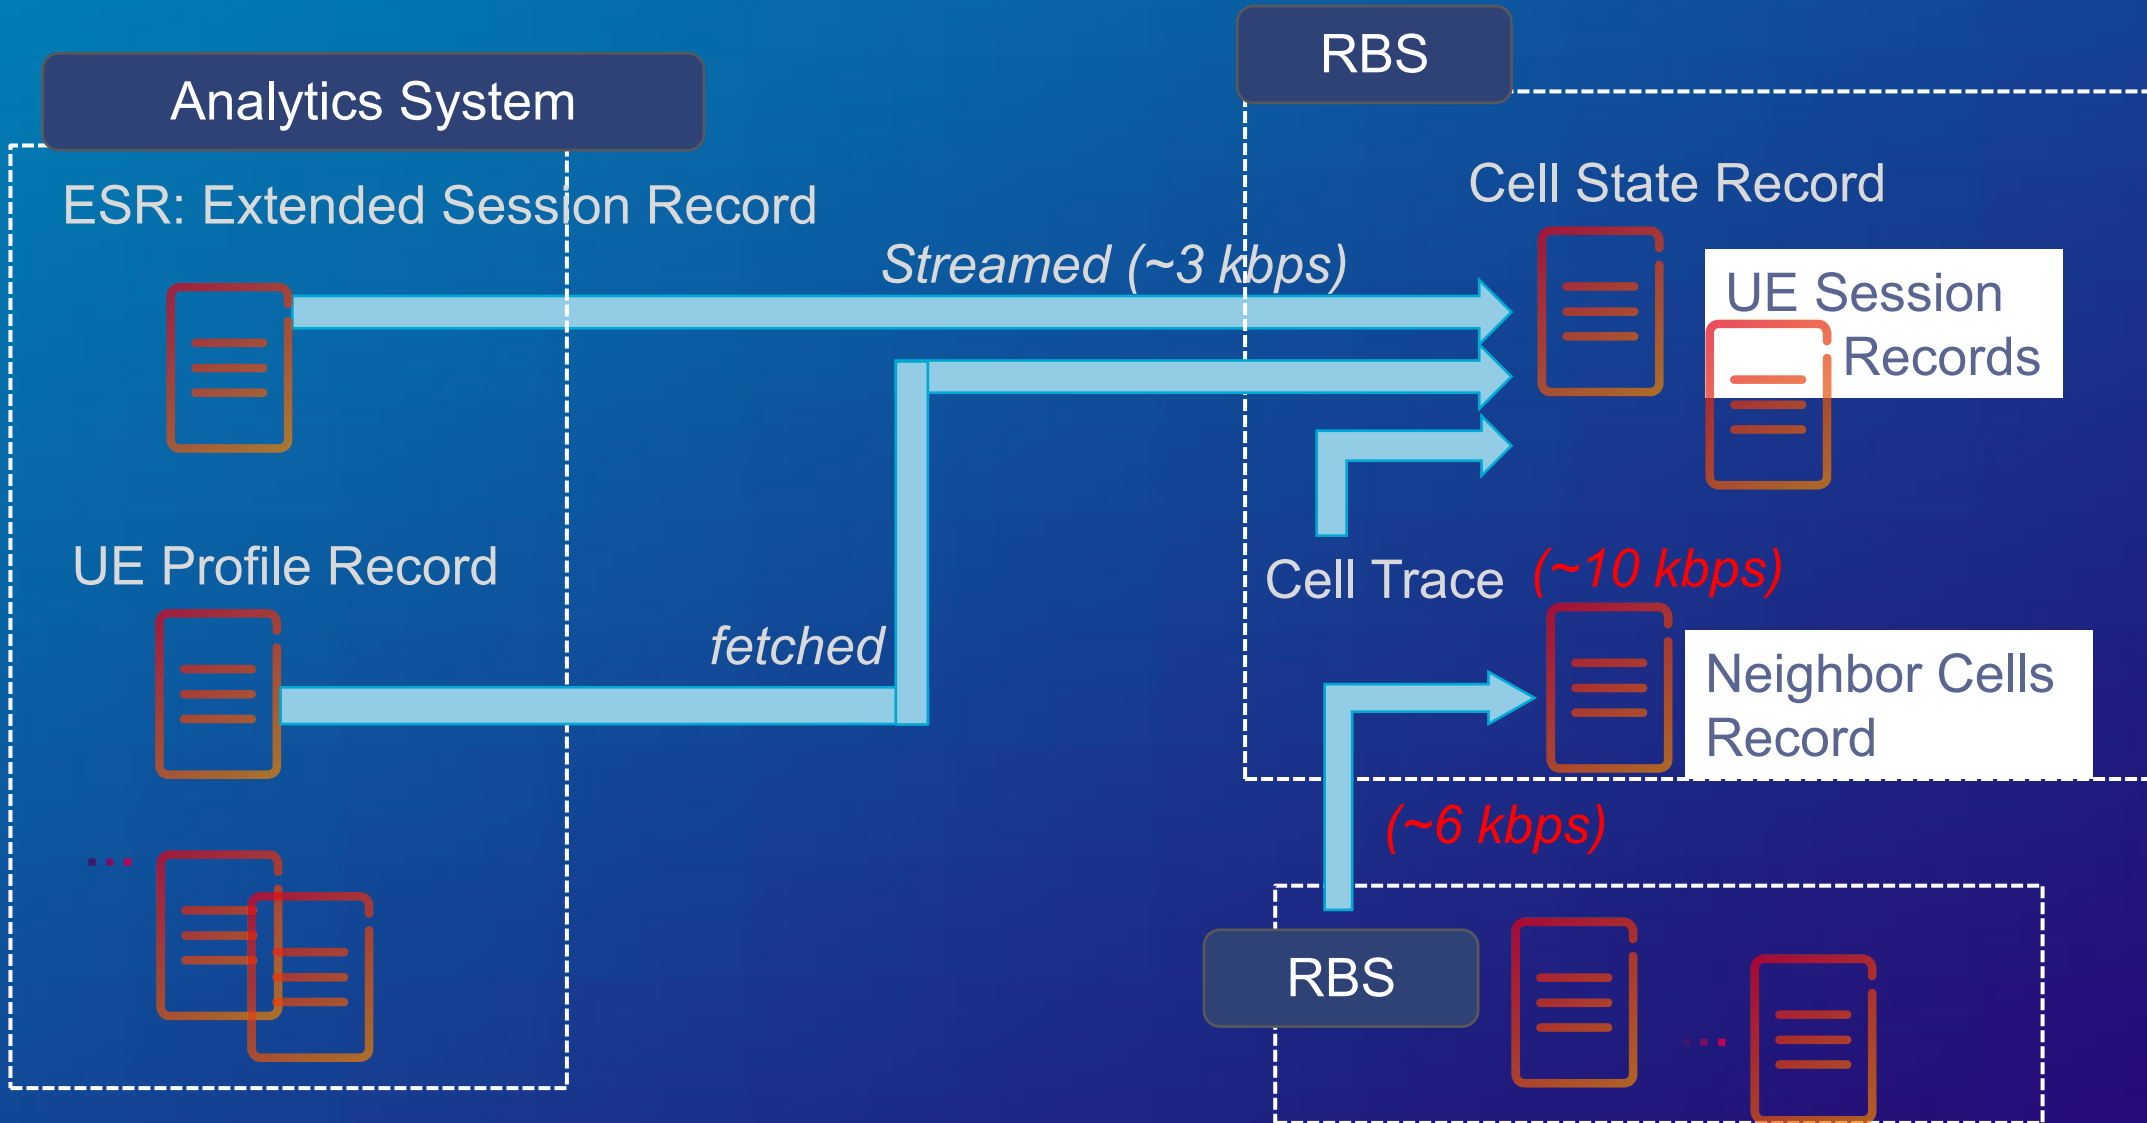 Analytics System
ESR: Extended Session Record
UE Profile Record
...
Streamed (~3 kbps)
fetched
RBS
Cell State Record
UE Session
Records
Cell Trace (~10 kbps)
Neighbor Cells
Record
(~6 kbps)
RBS
...